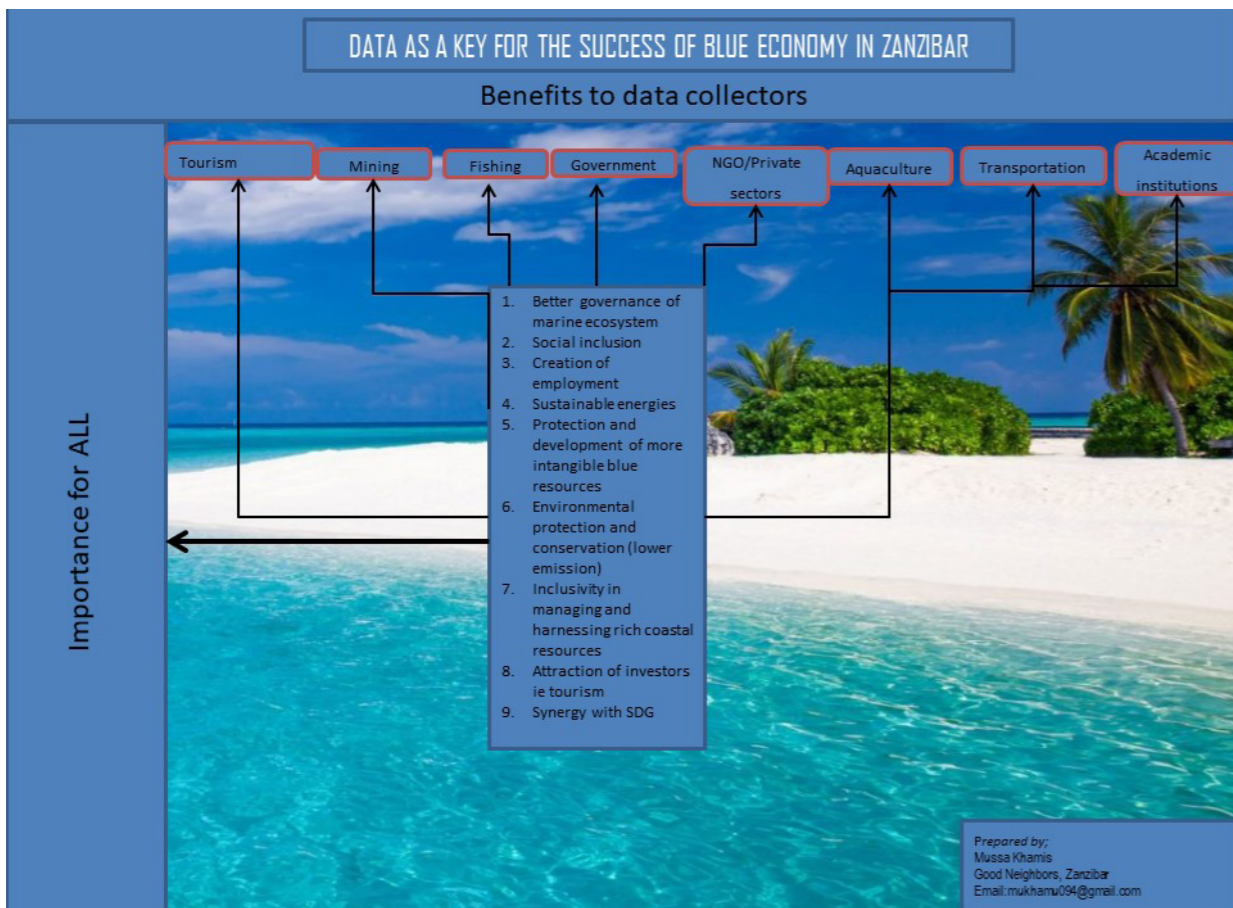 DATA AS A KEY FOR THE SUCCESS OF BLUE ECONOMY IN ZANZIBAR
Benefits to data collectors
Tourism
Mining
Fishing
Government
NGO/Private
sectors
Aquaculture
Transportation
Academic
institutions
Importance for ALL
1. Better governance of
marine ecosystem
2. Social inclusion
3. Creation of
employment
4. Sustainable energies
5. Protection and
development of more
intangible blue
resources
6. Environmental
protection and
conservation (lower
emission)
7. Inclusivity in
managing and
harnessing rich coastal
resources
8. Attraction of investors
ie tourism
9. Synergy with SDG
Prepared by;
Mussa Khamis
Good Neighbors, Zanzibar
Email:mukhamu094@gmail.com